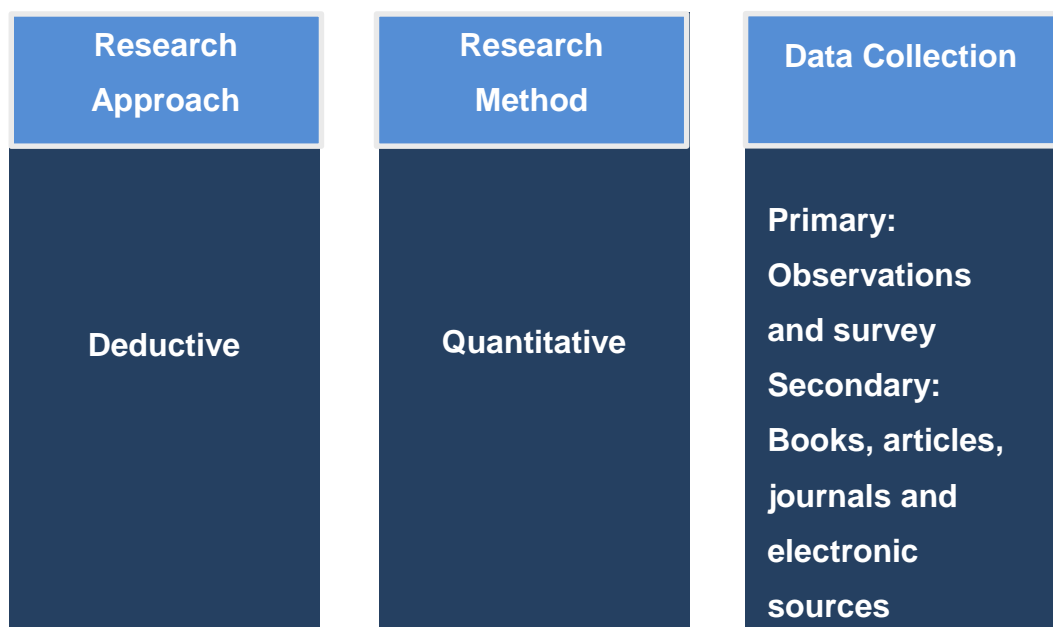 Research
Approach
Deductive
Research
Method
Quantitative
Data Collection
Primary:
Observations
and survey
Secondary:
Books, articles,
journals and
electronic
sources